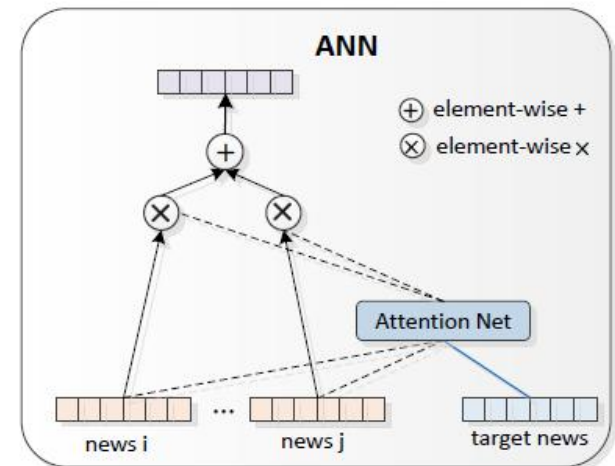 ANN
⊕ element-wise +
⊗ element-wise ×
+
× ×
Attention Net
...
news i news j target news